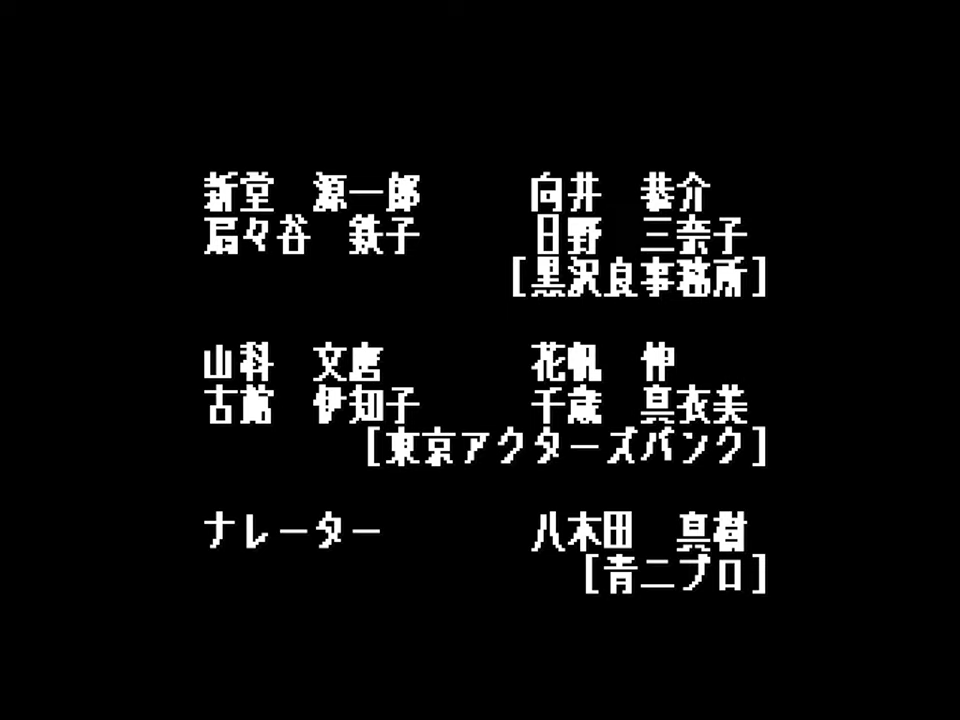 新堂　源一郎　　　向井　恭介
扇々谷　鉄子　　　日野　三奈子
[黒沢良事務所]
山科　文　　　　花帆　伸
古舘　伊知子　　　千歳　真衣美
[東京アクターズバンク]
ナレーター　　　　八木田　真樹
[青二プロ]